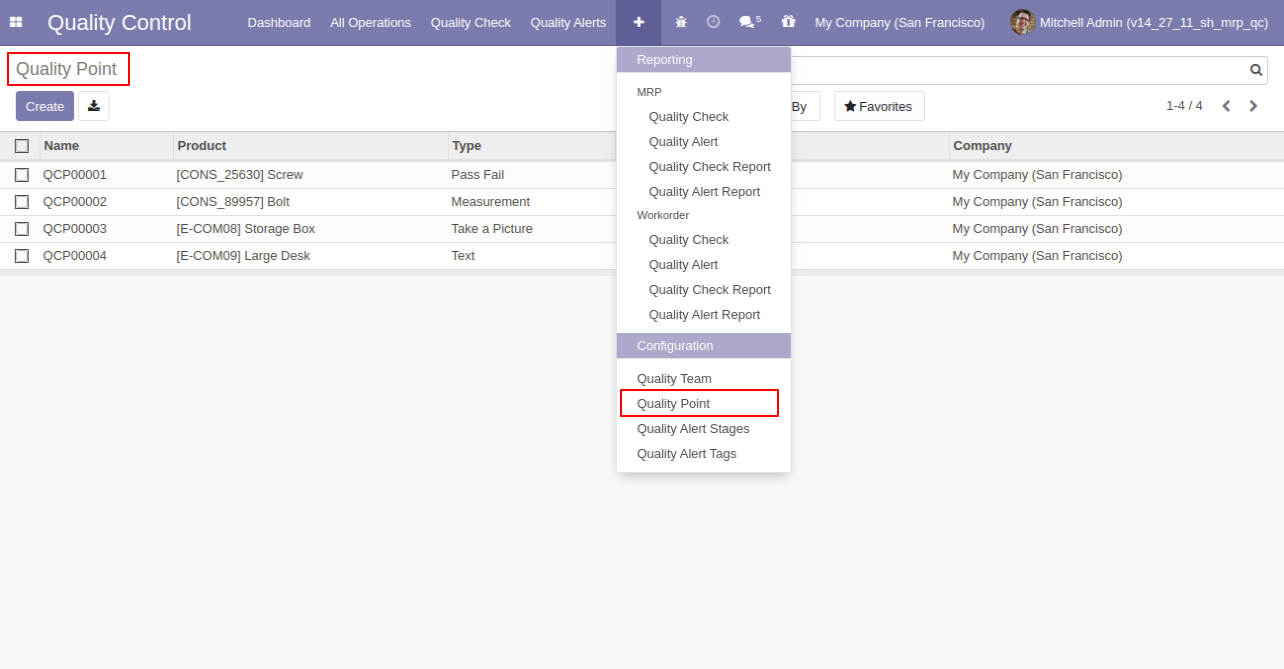 Quality Control Dashboard All Operations Quality Check Quality Alerts 5 My Company (San Francisco) Mitchell Admin (v14_27_11_sh_mrp_qc)
Quality Point
Create By Favorites 1-4 / 4
Name Product Type Company
QCP00001 [CONS_25630] Screw Pass Fail My Company (San Francisco)
QCP00002 [CONS_89957] Bolt Measurement My Company (San Francisco)
QCP00003 [E-COM08] Storage Box Take a Picture My Company (San Francisco)
QCP00004 [E-COM09] Large Desk Text My Company (San Francisco)
Reporting
MRP
Quality Check
Quality Alert
Quality Check Report
Quality Alert Report
Workorder
Quality Check
Quality Alert
Quality Check Report
Quality Alert Report
Configuration
Quality Team
Quality Point
Quality Alert Stages
Quality Alert Tags